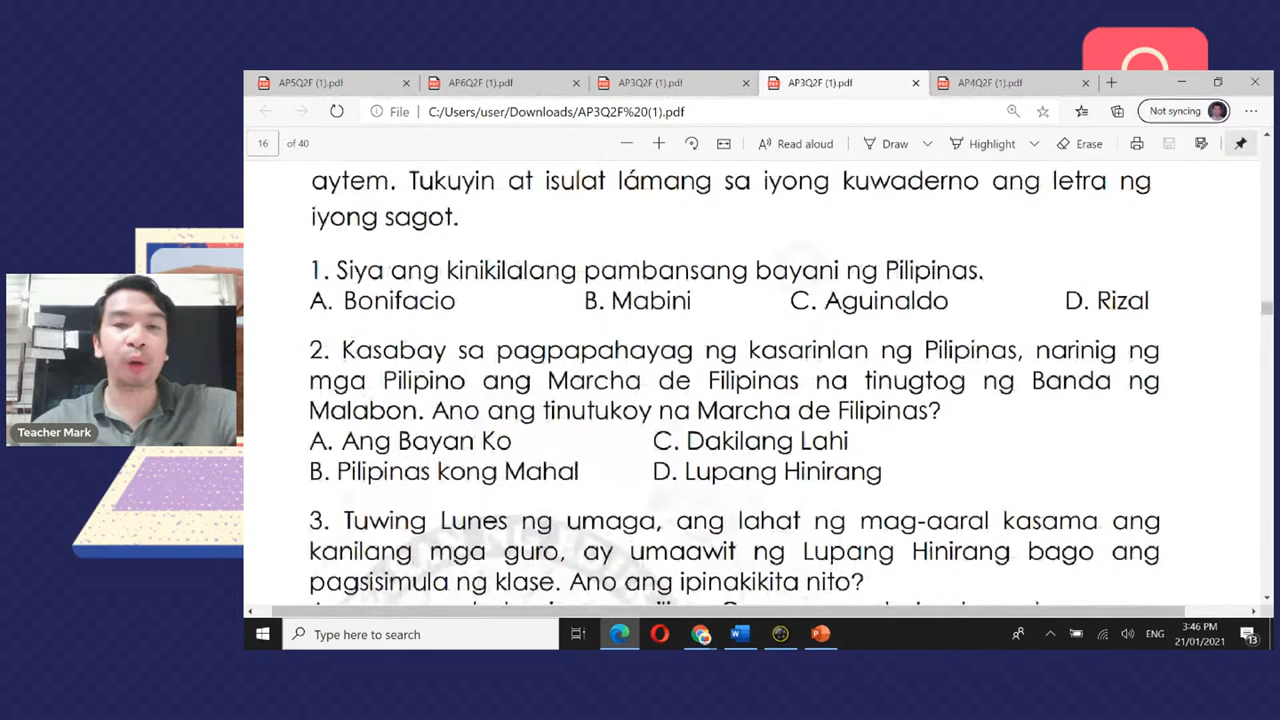 AP5Q2F (1).pdf
AP6Q2F (1).pdf
AP3Q2F (1).pdf
AP3Q2F (1).pdf
AP4Q2F (1).pdf
File
C:/Users/user/Downloads/AP3Q2F%20(1).pdf
Not syncing
16 of 40
Read aloud
Draw
Highlight
Erase
aytem. Tukuyin at isulat lámang sa iyong kuwaderno ang letra ng
iyong sagot.
1. Siya ang kinikilalang pambansang bayani ng Pilipinas.
A. Bonifacio B. Mabini C. Aguinaldo D. Rizal
2. Kasabay sa pagpapahayag ng kasarinlan ng Pilipinas, narinig ng
mga Pilipino ang Marcha de Filipinas na tinugtog ng Banda ng
Malabon. Ano ang tinutukoy na Marcha de Filipinas?
A. Ang Bayan Ko C. Dakilang Lahi
B. Pilipinas kong Mahal D. Lupang Hinirang
3. Tuwing Lunes ng umaga, ang lahat ng mag-aaral kasama ang
kanilang mga guro, ay umaawit ng Lupang Hinirang bago ang
pagsisimula ng klase. Ano ang ipinakikita nito?
Teacher Mark
Type here to search
ENG
3:46 PM
21/01/2021
13